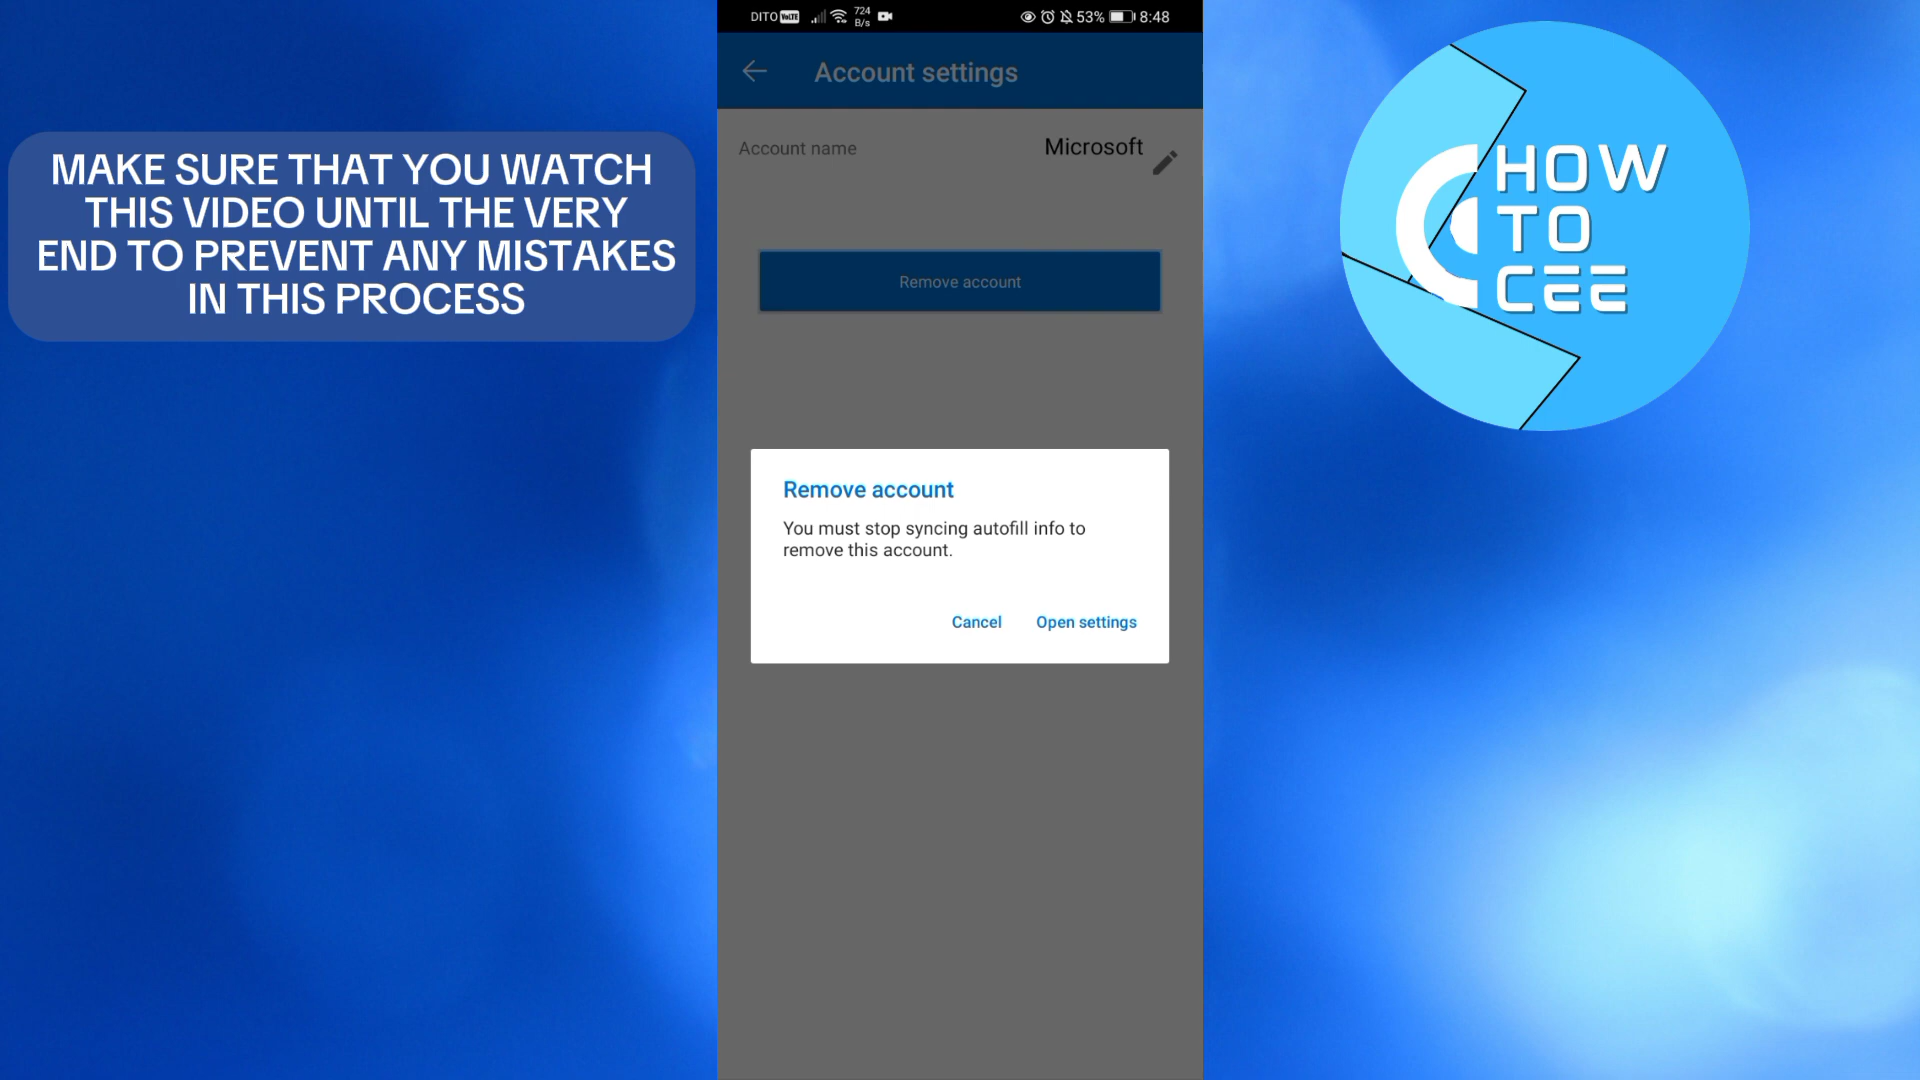 DITO VoLTE 724 B/s 53% 8:48
Account settings
Account name Microsoft
Remove account
Remove account
You must stop syncing autofill info to
remove this account.
Cancel Open settings
MAKE SURE THAT YOU WATCH
THIS VIDEO UNTIL THE VERY
END TO PREVENT ANY MISTAKES
IN THIS PROCESS
HOW
TO
CEE